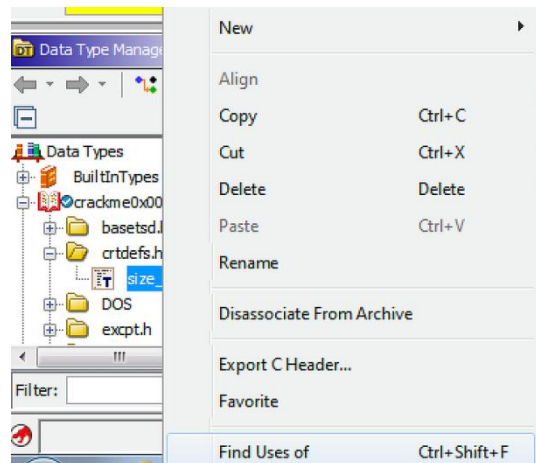 New
Data Type Manage
Align
Copy Ctrl+C
Cut Ctrl+X
Data Types
BuiltInTypes
Delete Delete
crackme0x00
Paste Ctrl+V
basetsd.
crtdefs.h
Rename
size_
DOS
Disassociate From Archive
excpt.h
Export C Header...
Filter:
Favorite
Find Uses of Ctrl+Shift+F